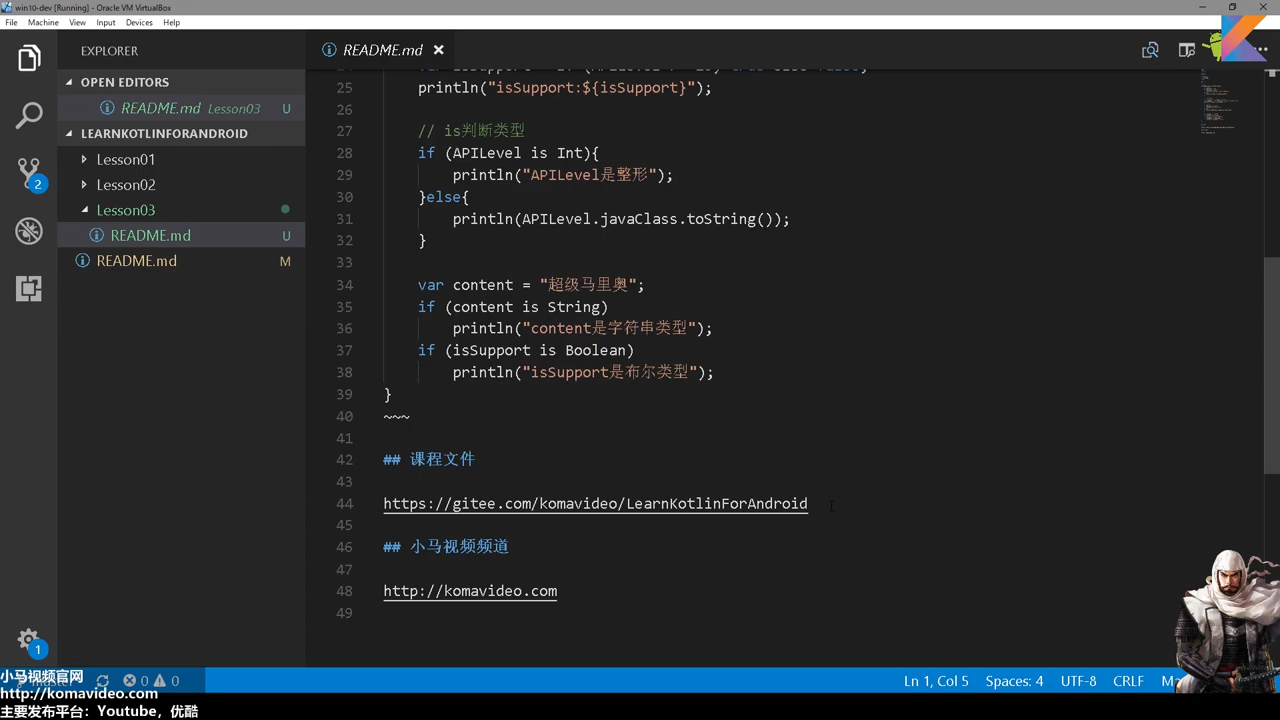 win10-dev [Running] - Oracle VM VirtualBox
File Machine View Input Devices Help
EXPLORER
README.md
OPEN EDITORS
README.md Lesson03 U
LEARNKOTLINFORANDROID
Lesson01
Lesson02
Lesson03
README.md U
README.md M
2
1
25 println("isSupport:${isSupport}");
26
27 // is判断类型
28 if (APILevel is Int){
29 println("APILevel是整形");
30 }else{
31 println(APILevel.javaClass.toString());
32 }
33
34 var content = "超级马里奥";
35 if (content is String)
36 println("content是字符串类型");
37 if (isSupport is Boolean)
38 println("isSupport是布尔类型");
39 }
40 ~~~
41
42 ## 课程文件
43
44 https://gitee.com/komavideo/LearnKotlinForAndroid
45
46 ## 小马视频频道
47
48 http://komavideo.com
49
0 0
Ln 1, Col 5 Spaces: 4 UTF-8 CRLF
小马视频官网
http://komavideo.com
主要发布平台：Youtube，优酷